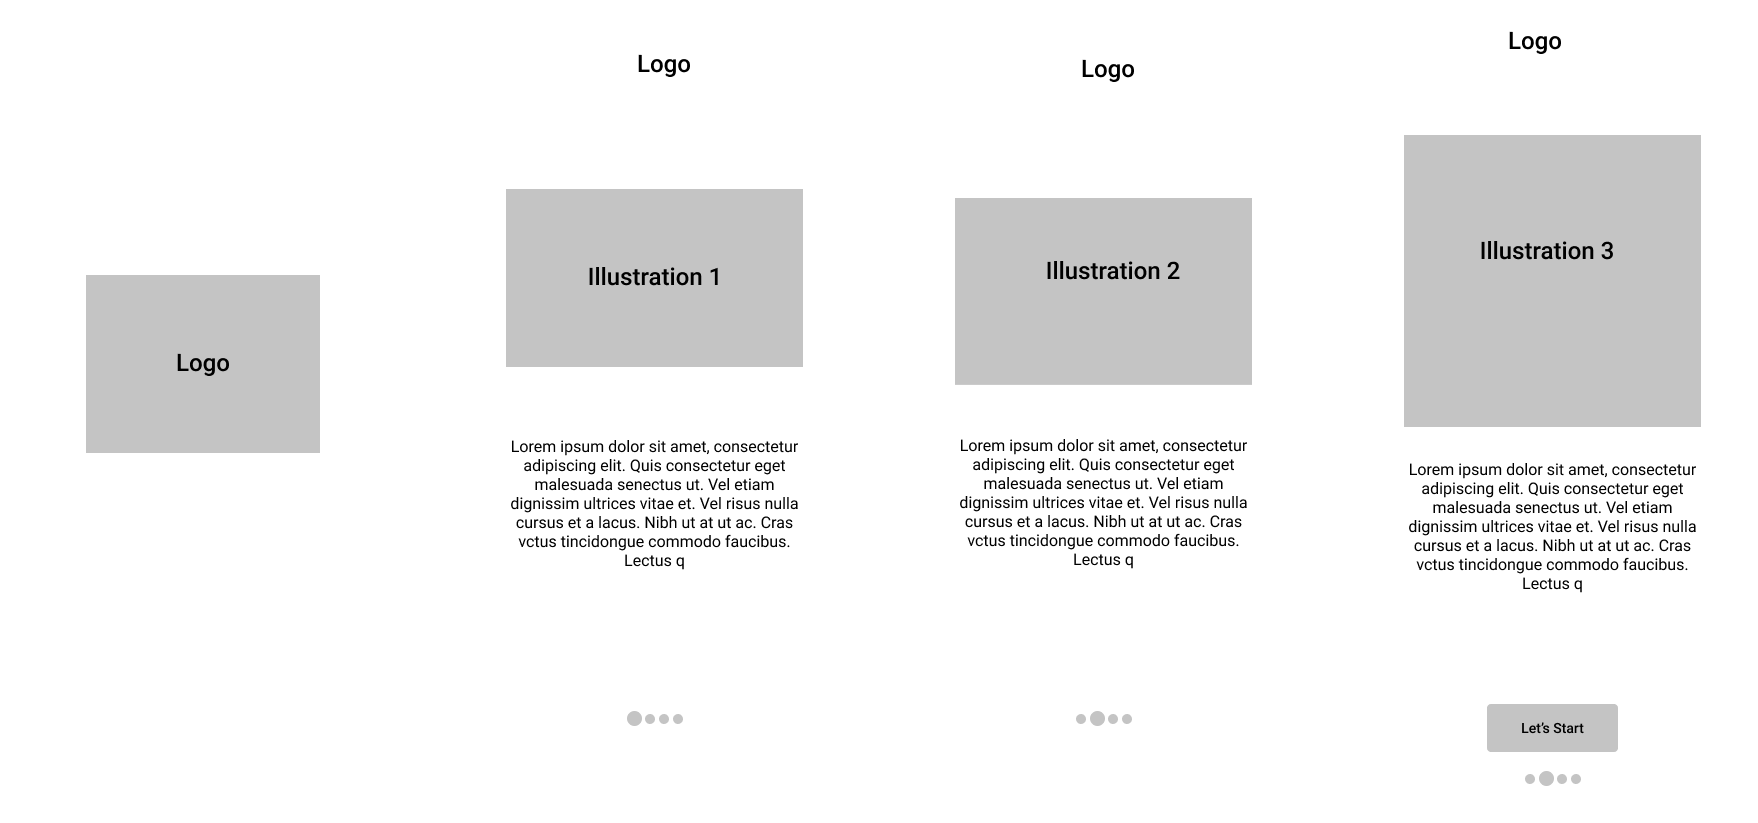 Logo
Logo
Illustration 1
Lorem ipsum dolor sit amet, consectetur
adipiscing elit. Quis consectetur eget
malesuada senectus ut. Vel etiam
dignissim ultrices vitae et. Vel risus nulla
cursus et a lacus. Nibh ut at ut ac. Cras
vctus tincidongue commodo faucibus.
Lectus q
Logo
Illustration 2
Lorem ipsum dolor sit amet, consectetur
adipiscing elit. Quis consectetur eget
malesuada senectus ut. Vel etiam
dignissim ultrices vitae et. Vel risus nulla
cursus et a lacus. Nibh ut at ut ac. Cras
vctus tincidongue commodo faucibus.
Lectus q
Logo
Illustration 3
Lorem ipsum dolor sit amet, consectetur
adipiscing elit. Quis consectetur eget
malesuada senectus ut. Vel etiam
dignissim ultrices vitae et. Vel risus nulla
cursus et a lacus. Nibh ut at ut ac. Cras
vctus tincidongue commodo faucibus.
Lectus q
Let’s Start